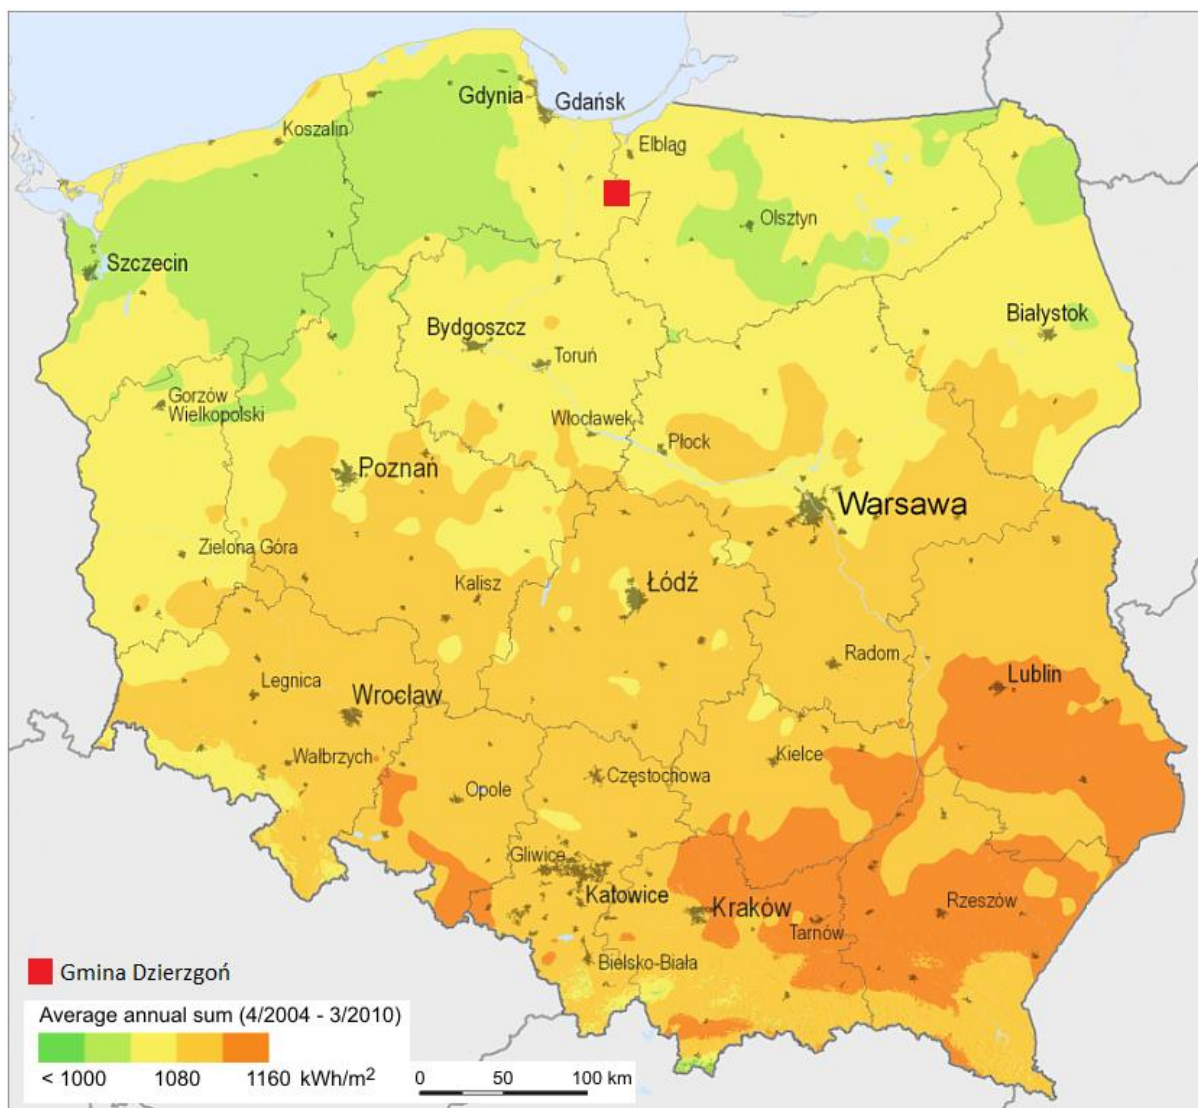 Gdynia
Gdańsk
Koszalin
Elbląg
Olsztyn
Szczecin
Białystok
Bydgoszcz
Toruń
Gorzów
Wielkopolski
Włocławek
Płock
Poznań
Warsawa
Zielona Góra
Kalisz
Łódź
Radom
Legnica
Wrocław
Lublin
Wałbrzych
Opole
Częstochowa
Kielce
Gliwice
Katowice
Kraków
Rzeszów
Tarnów
Bielsko-Biała
Gmina Dzierzgoń
Average annual sum (4/2004 - 3/2010)
< 1000 1080 1160 kWh/m²
0 50 100 km